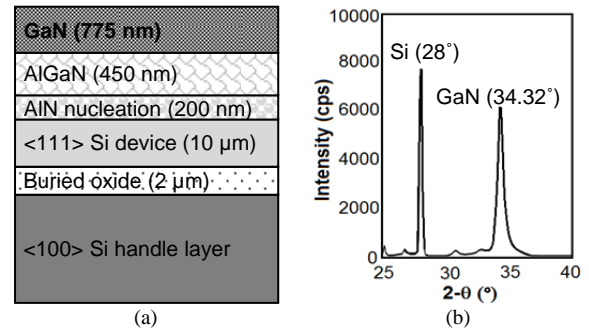 GaN (775 nm)
AlGaN (450 nm)
AlN nucleation (200 nm)
<111> Si device (10 µm)
Buried oxide (2 µm)
<100> Si handle layer
(a)
10000
8000
6000
4000
2000
0
Intensity (cps)
Si (28˚)
GaN (34.32˚)
25
30
35
40
2-θ (°)
(b)